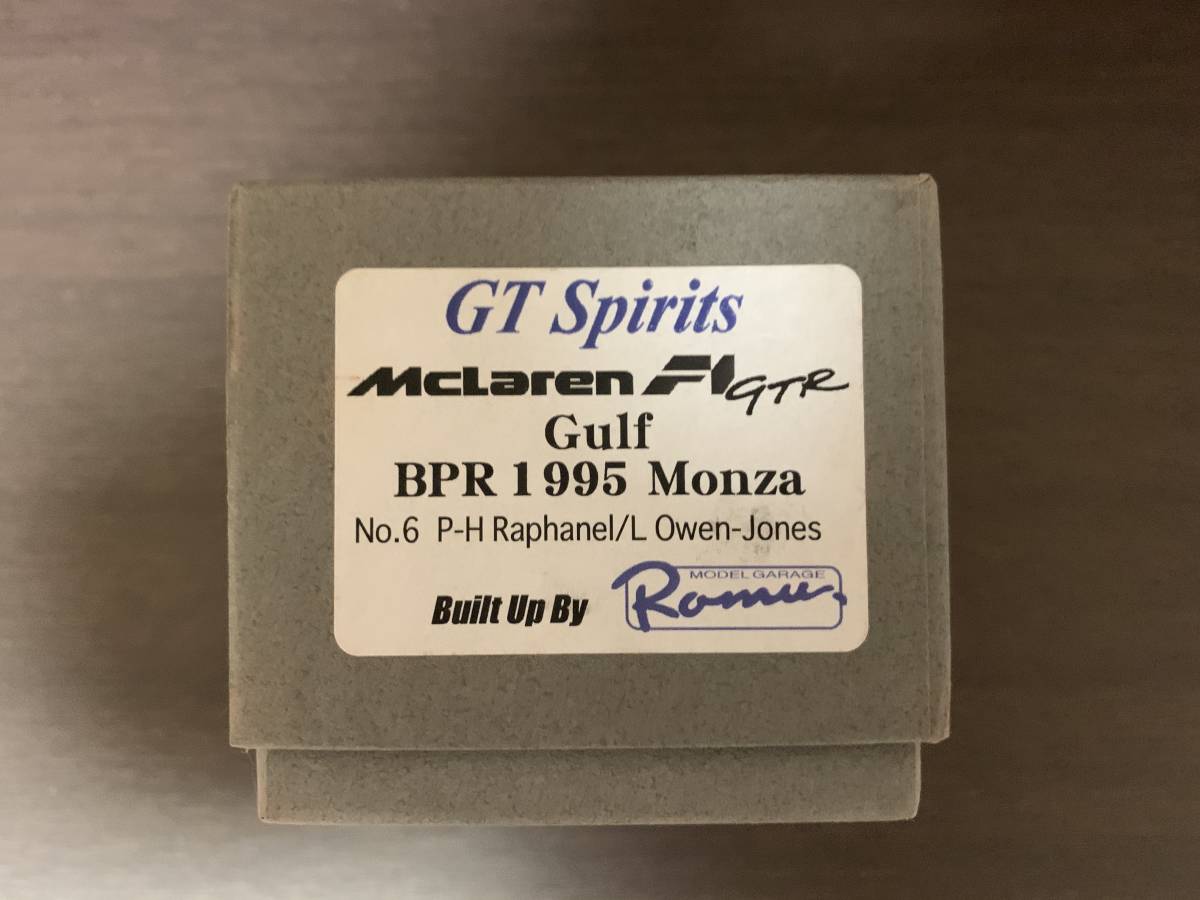 GT Spirits
McLaren F1 GTR
Gulf
BPR 1995 Monza
No.6 P-H Raphanel/L Owen-Jones
MODEL GARAGE
Built Up By Romu